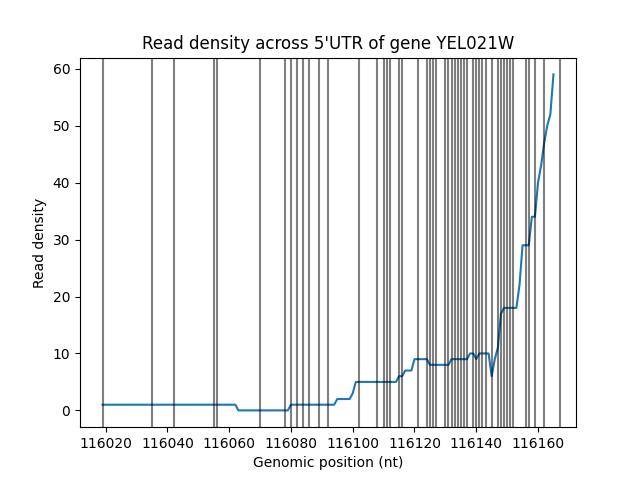 Read density across 5'UTR of gene YEL021W
60
50
40
30
20
10
0
Read density
116020 116040 116060 116080 116100 116120 116140 116160
Genomic position (nt)